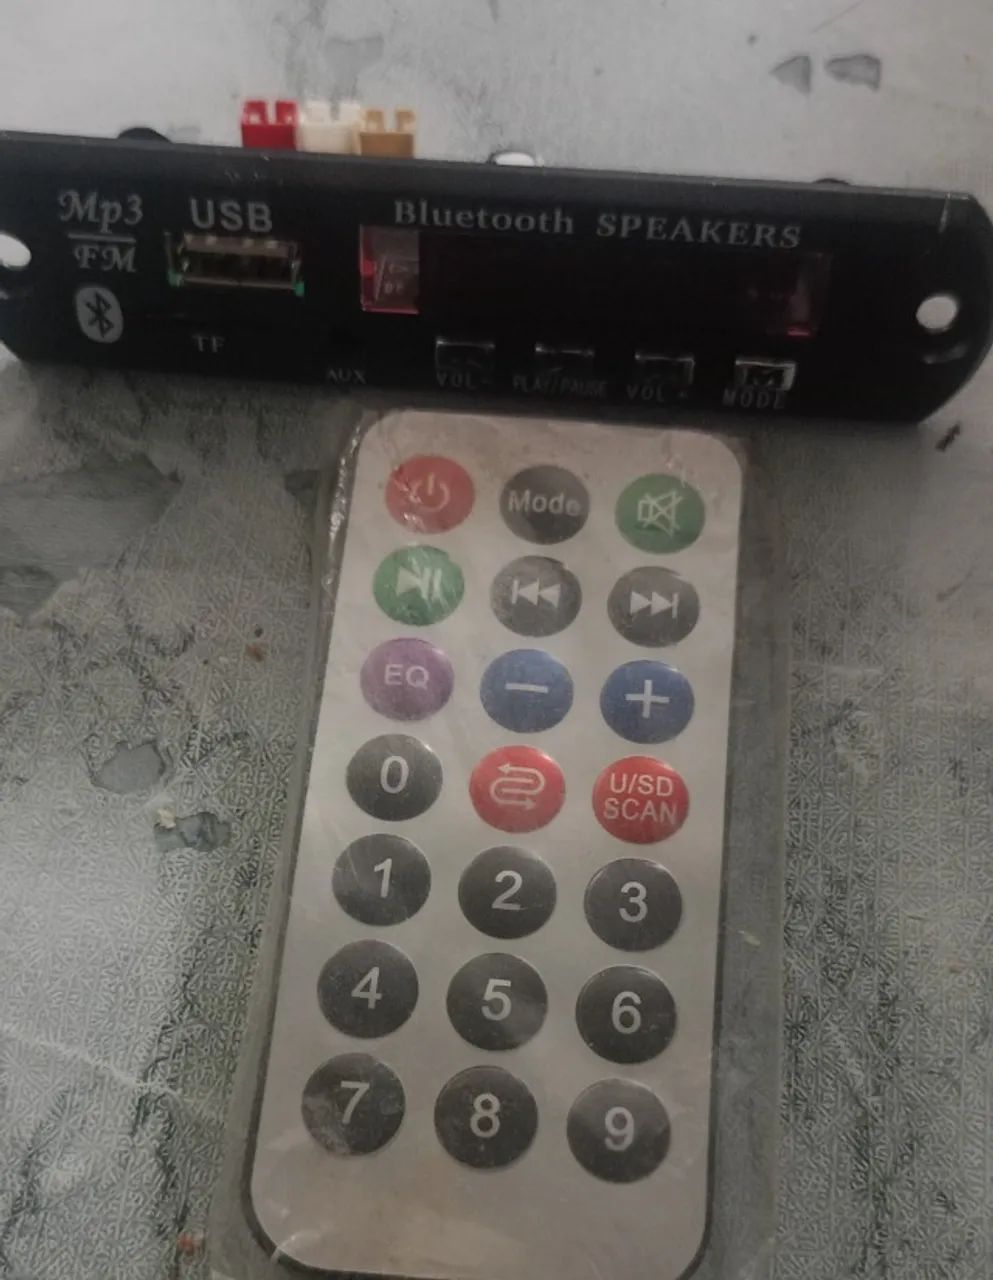 Mp3
FM
USB
Bluetooth SPEAKERS
TF
AUX
VOL -
PLAY/PAUSE
VOL +
MODE
Mode
EQ
0
U/SD
SCAN
1
2
3
4
5
6
7
8
9